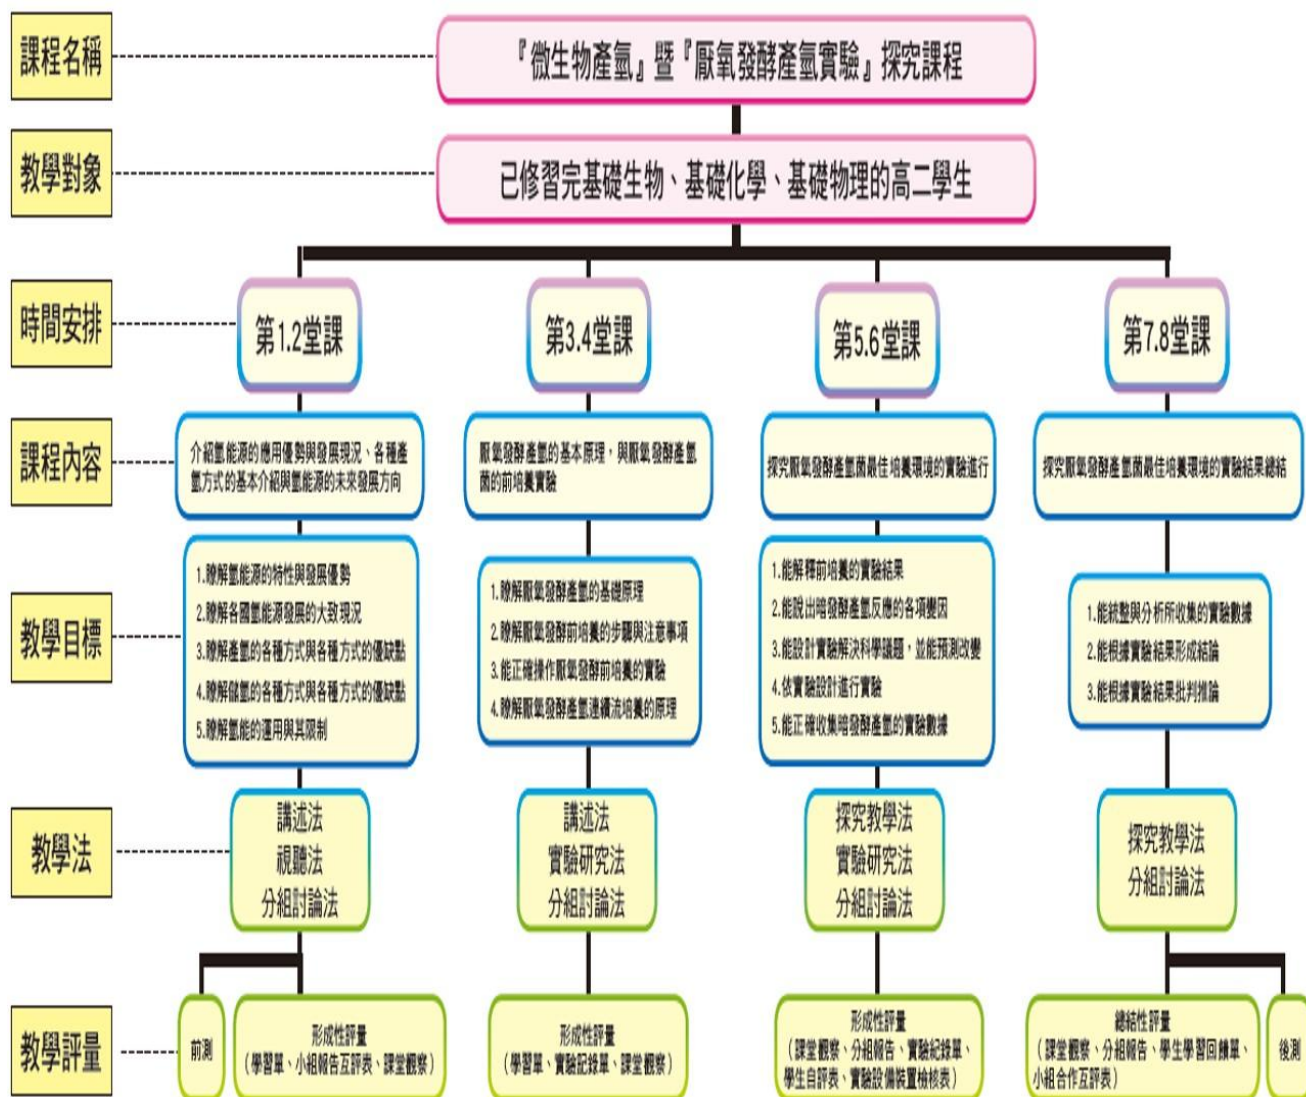 課程名稱
『微生物產氫』暨『厭氧發酵產氫實驗』探究課程
教學對象
已修習完基礎生物、基礎化學、基礎物理的高二學生
時間安排
第1.2堂課
第3.4堂課
第5.6堂課
第7.8堂課
課程內容
介紹氫能源的應用優勢與發展現況、各種產
氫方式的基本介紹與氫能源的未來發展方向
厭氧發酵產氫的基本原理，與厭氧發酵產氫
菌的前培養實驗
探究厭氧發酵產氫菌最佳培養環境的實驗進行
探究厭氧發酵產氫菌最佳培養環境的實驗結果總結
教學目標
1.瞭解氫能源的特性與發展優勢
2.瞭解各國氫能源發展的大致現況
3.瞭解產氫的各種方式與各種方式的優缺點
4.瞭解儲氫的各種方式與各種方式的優缺點
5.瞭解氫能的運用與其限制
1.瞭解厭氧發酵產氫的基礎原理
2.瞭解厭氧發酵前培養的步驟與注意事項
3.能正確操作厭氧發酵前培養的實驗
4.瞭解厭氧發酵產氫連續流培養的原理
1.能解釋前培養的實驗結果
2.能說出暗發酵產氫反應的各項變因
3.能設計實驗解決科學議題，並能預測改變
4.依實驗設計進行實驗
5.能正確收集暗發酵產氫的實驗數據
1.能統整與分析所收集的實驗數據
2.能根據實驗結果形成結論
3.能根據實驗結果批判推論
教學法
講述法
視聽法
分組討論法
講述法
實驗研究法
分組討論法
探究教學法
實驗研究法
分組討論法
探究教學法
分組討論法
教學評量
前測
形成性評量
（學習單、小組報告互評表、課堂觀察）
形成性評量
（學習單、實驗記錄單、課堂觀察）
形成性評量
（課堂觀察、分組報告、實驗紀錄單、
學生自評表、實驗設備裝置檢核表）
總結性評量
（課堂觀察、分組報告、學生學習回饋單、
小組合作互評表）
後測